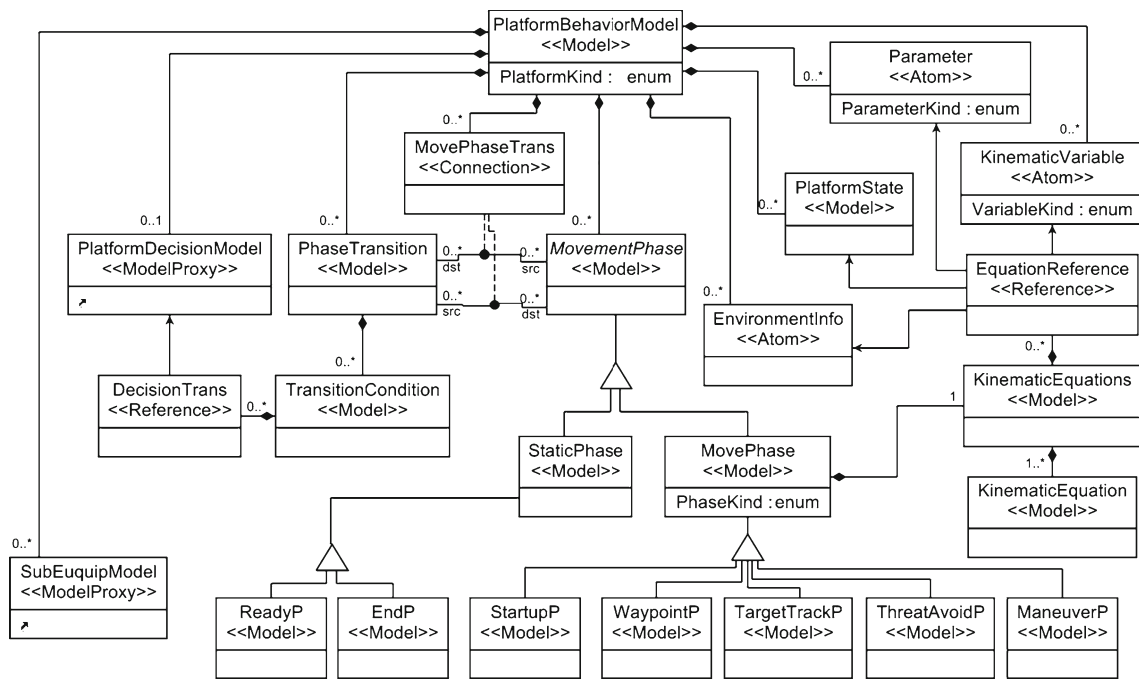 PlatformBehaviorModel
<<Model>>
PlatformKind : enum
Parameter
<<Atom>>
ParameterKind : enum
0..*
0..*
MovePhaseTrans
<<Connection>>
0..*
KinematicVariable
<<Atom>>
VariableKind : enum
PlatformState
<<Model>>
0..*
0..1
0..*
0..*
PlatformDecisionModel
<<ModelProxy>>
PhaseTransition
<<Model>>
0..*
dst
0..*
src
0..*
src
0..*
dst
MovementPhase
<<Model>>
EquationReference
<<Reference>>
0..*
EnvironmentInfo
<<Atom>>
0..*
0..*
DecisionTrans
<<Reference>>
0..*
TransitionCondition
<<Model>>
KinematicEquations
<<Model>>
1
StaticPhase
<<Model>>
MovePhase
<<Model>>
PhaseKind : enum
1..*
KinematicEquation
<<Model>>
0..*
SubEuquipModel
<<ModelProxy>>
ReadyP
<<Model>>
EndP
<<Model>>
StartupP
<<Model>>
WaypointP
<<Model>>
TargetTrackP
<<Model>>
ThreatAvoidP
<<Model>>
ManeuverP
<<Model>>